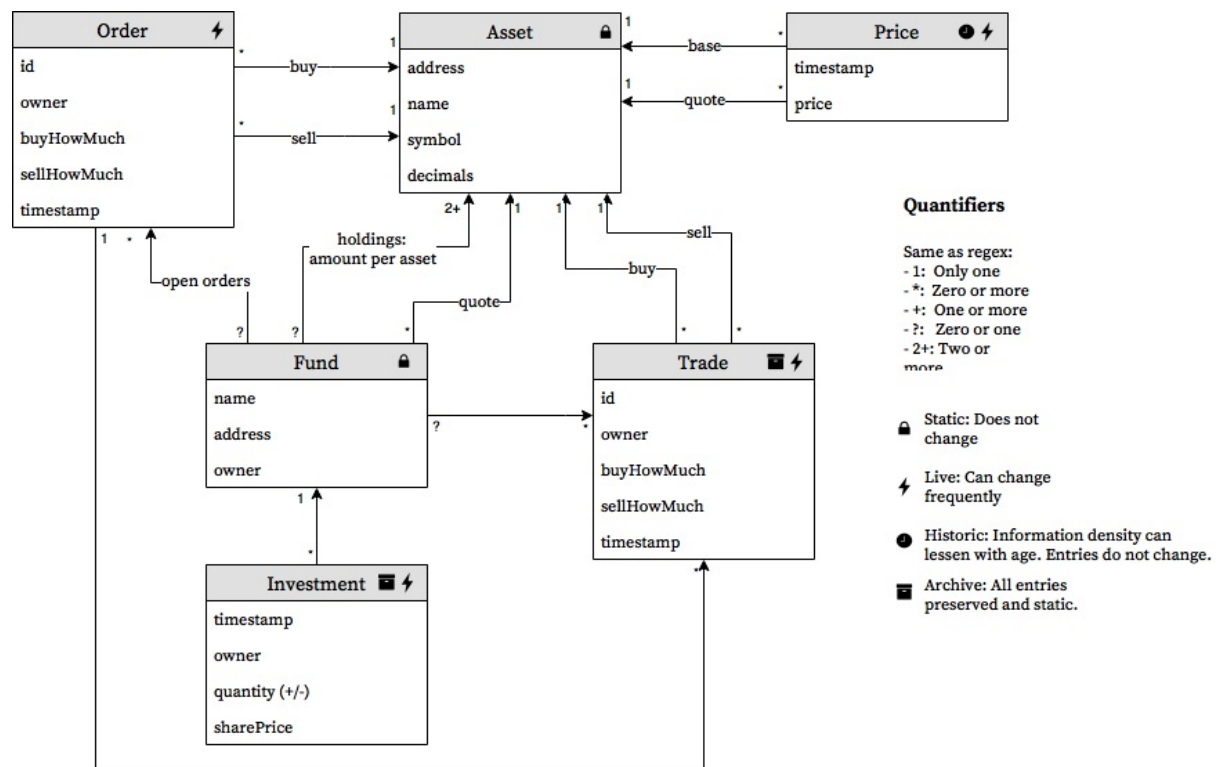 Order
id
owner
buyHowMuch
sellHowMuch
timestamp
*
1
buy
*
1
sell
Asset
address
name
symbol
decimals
1
*
base
1
*
quote
Price
timestamp
price
1
*
open orders
?
2+
holdings:
amount per asset
?
1
quote
*
1
buy
*
1
sell
*
Quantifiers
Same as regex:
- 1: Only one
- *: Zero or more
- +: One or more
- ?: Zero or one
- 2+: Two or
more
Fund
name
address
owner
?
*
Trade
id
owner
buyHowMuch
sellHowMuch
timestamp
*
Static: Does not
change
Live: Can change
frequently
Historic: Information density can
lessen with age. Entries do not change.
Archive: All entries
preserved and static.
1
*
Investment
timestamp
owner
quantity (+/-)
sharePrice